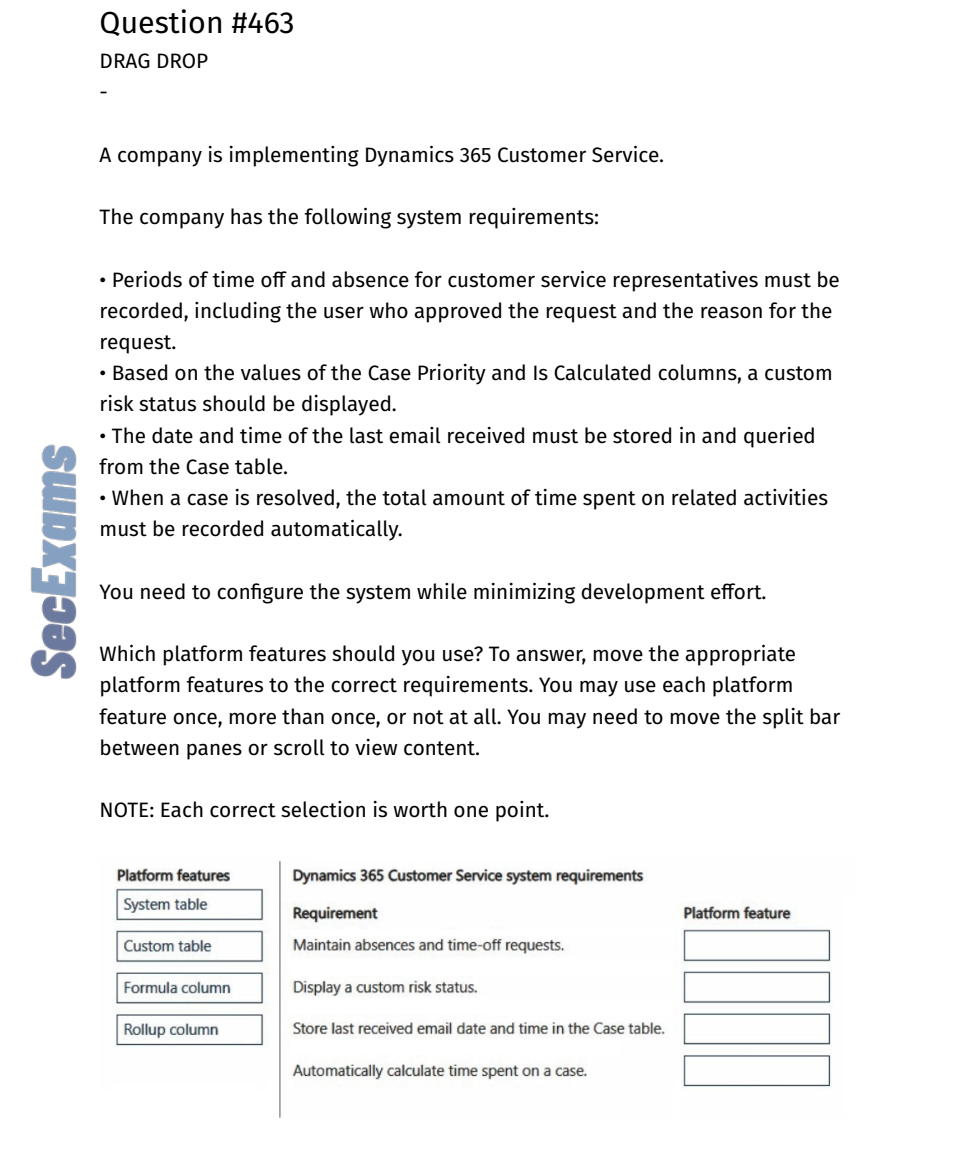 Question #463
DRAG DROP
-
A company is implementing Dynamics 365 Customer Service.
The company has the following system requirements:
• Periods of time off and absence for customer service representatives must be
recorded, including the user who approved the request and the reason for the
request.
• Based on the values of the Case Priority and Is Calculated columns, a custom
risk status should be displayed.
• The date and time of the last email received must be stored in and queried
from the Case table.
• When a case is resolved, the total amount of time spent on related activities
must be recorded automatically.
You need to configure the system while minimizing development effort.
Which platform features should you use? To answer, move the appropriate
platform features to the correct requirements. You may use each platform
feature once, more than once, or not at all. You may need to move the split bar
between panes or scroll to view content.
NOTE: Each correct selection is worth one point.
SecExams
Platform features
System table
Custom table
Formula column
Rollup column
Dynamics 365 Customer Service system requirements
Requirement
Platform feature
Maintain absences and time-off requests.
Display a custom risk status.
Store last received email date and time in the Case table.
Automatically calculate time spent on a case.